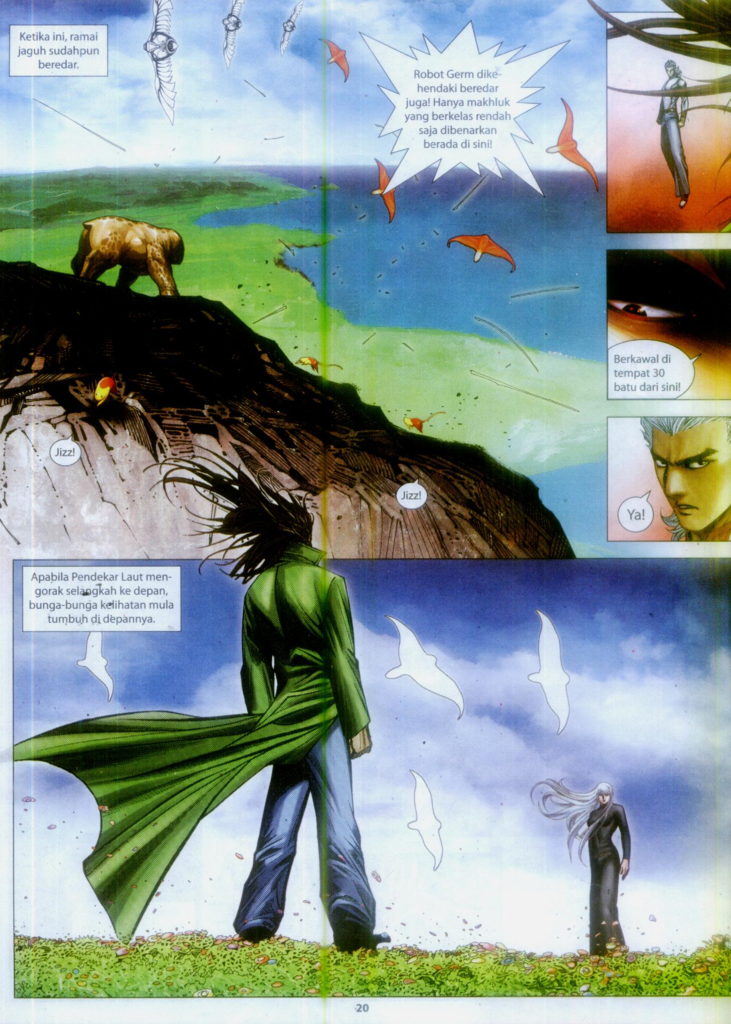 Ketika ini, ramai
jaguh sudahpun
beredar.
Robot Germ dike-
hendaki beredar
juga! Hanya makhluk
yang berkelas rendah
saja dibenarkan
berada di sini!
Berkawal di
tempat 30
batu dari sini!
Ya!
Jizz!
Jizz!
Apabila Pendekar Laut men-
gorak selangkah ke depan,
bunga-bunga kelihatan mula
tumbuh di depannya.
20